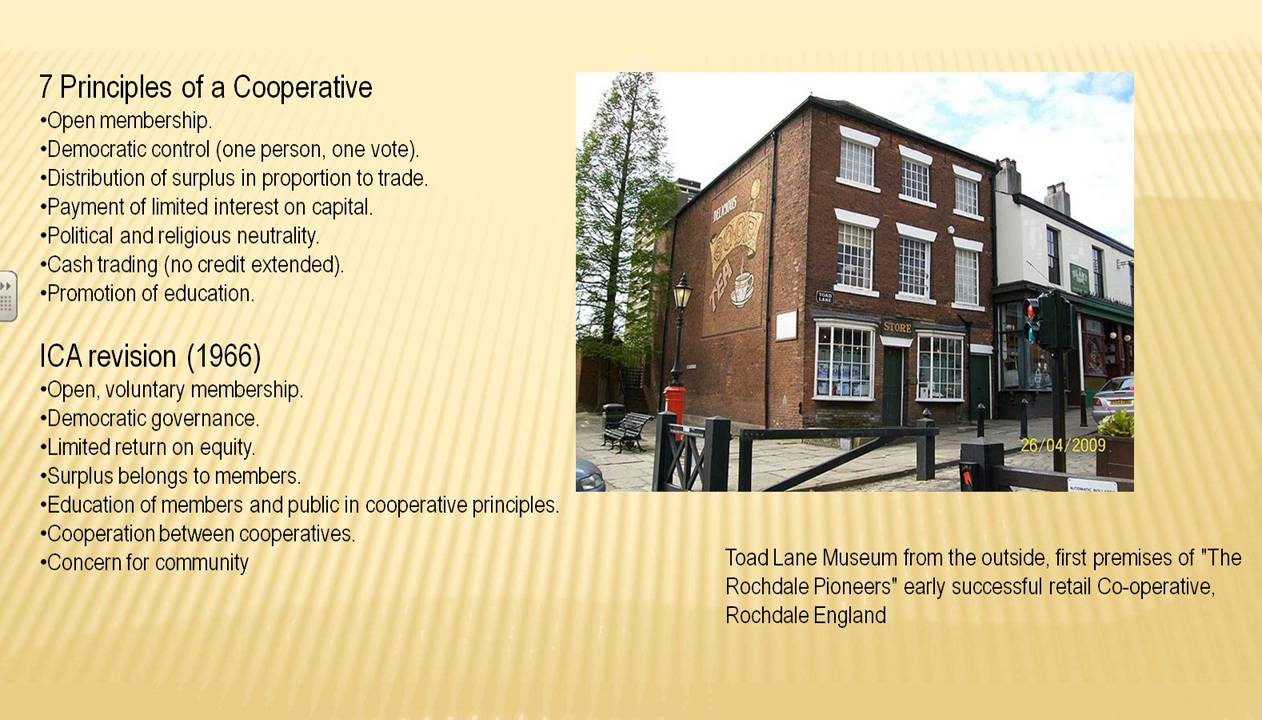 7 Principles of a Cooperative
•Open membership.
•Democratic control (one person, one vote).
•Distribution of surplus in proportion to trade.
•Payment of limited interest on capital.
•Political and religious neutrality.
•Cash trading (no credit extended).
•Promotion of education.
ICA revision (1966)
•Open, voluntary membership.
•Democratic governance.
•Limited return on equity.
•Surplus belongs to members.
•Education of members and public in cooperative principles.
•Cooperation between cooperatives.
•Concern for community
DELICIOUS
TEA
TOAD
LANE
STORE
26/04/2009
Toad Lane Museum from the outside, first premises of "The
Rochdale Pioneers" early successful retail Co-operative,
Rochdale England